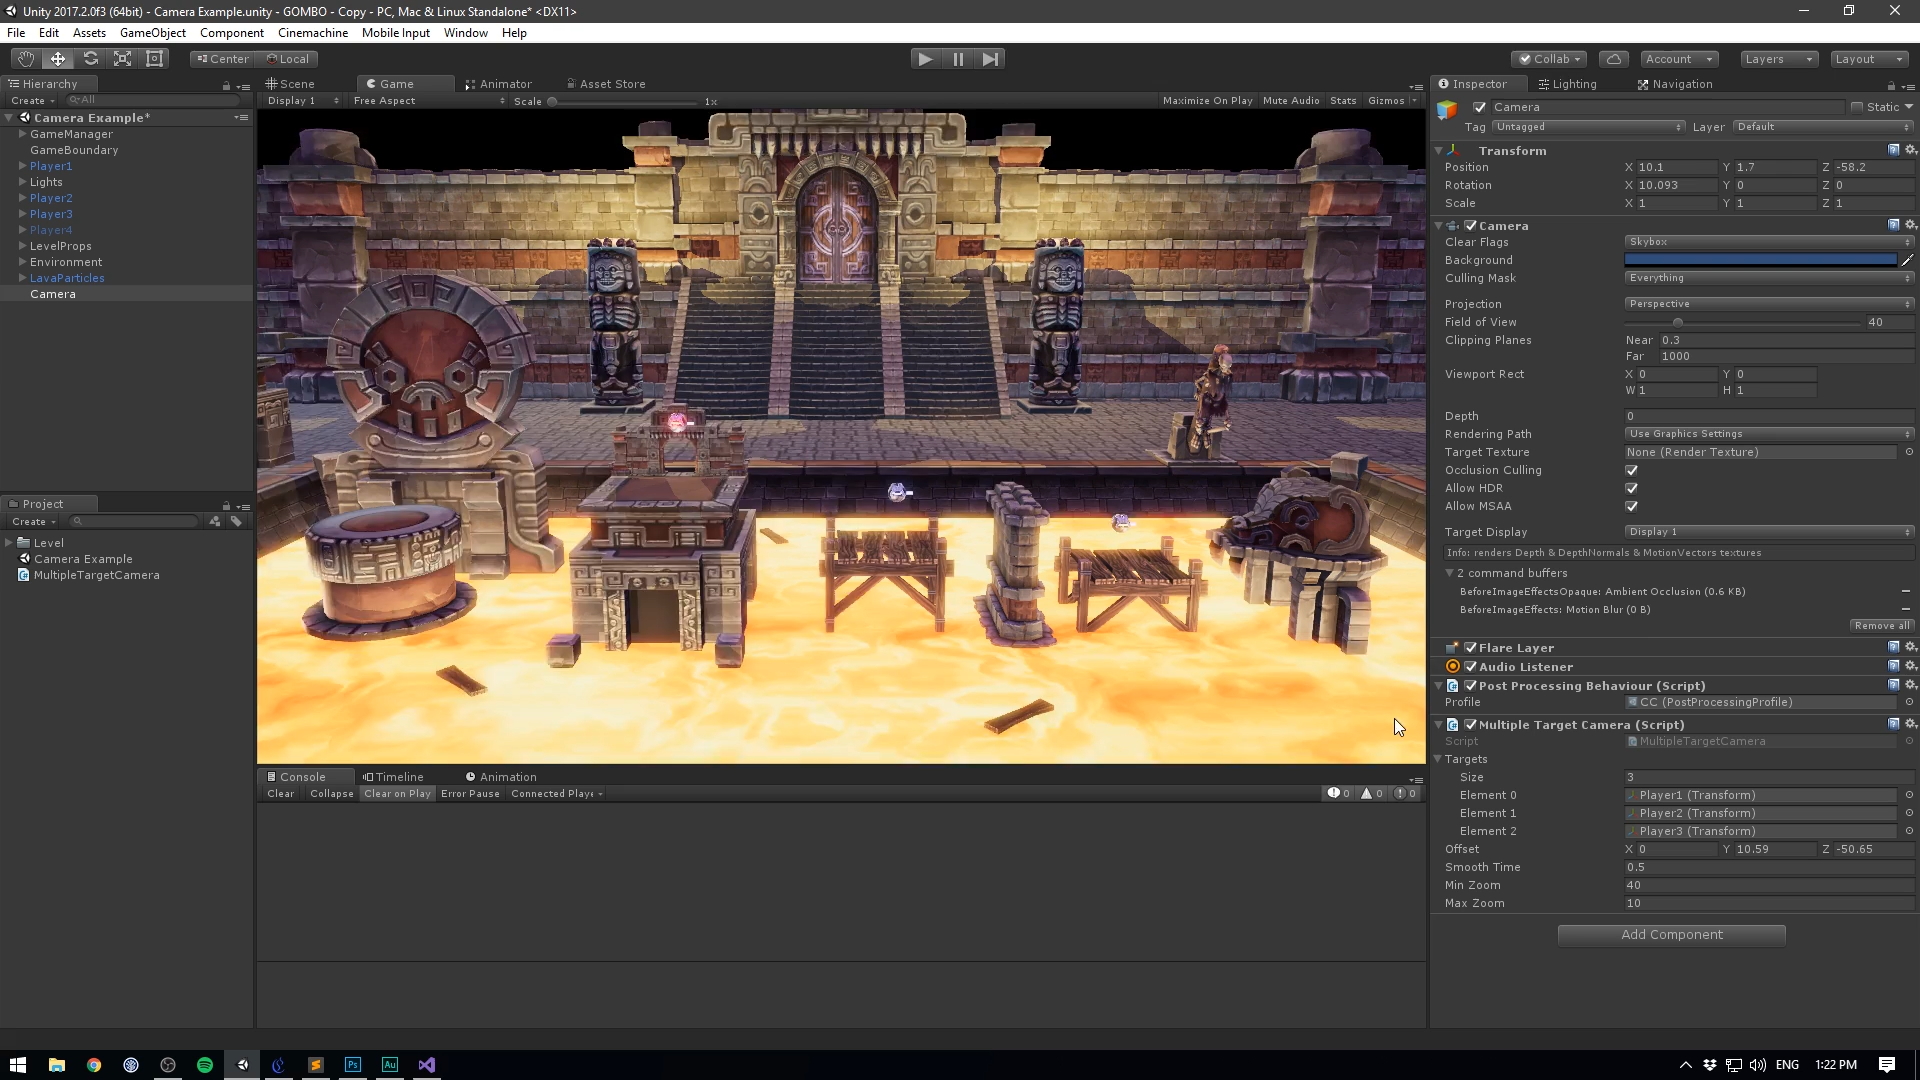 Unity 2017.2.0f3 (64bit) - Camera Example.unity - GOMBO - Copy - PC, Mac & Linux Standalone* <DX11>
File Edit Assets GameObject Component Cinemachine Mobile Input Window Help
Center Local Collab Account Layers Layout
Hierarchy Scene Game Animator Asset Store Inspector Lighting Navigation
Create All Display 1 Free Aspect Scale 1x Maximize On Play Mute Audio Stats Gizmos
Camera Example*
GameManager
GameBoundary
Player1
Lights
Player2
Player3
Player4
LevelProps
Environment
LavaParticles
Camera
Project
Create
Level
Camera Example
MultipleTargetCamera
Console Timeline Animation
Clear Collapse Clear on Play Error Pause Connected Playe 0 0 0
Camera Static
Tag Untagged Layer Default
Transform
Position X 10.1 Y 1.7 Z -58.2
Rotation X 10.093 Y 0 Z 0
Scale X 1 Y 1 Z 1
Camera
Clear Flags Skybox
Background
Culling Mask Everything
Projection Perspective
Field of View 40
Clipping Planes Near 0.3
Far 1000
Viewport Rect X 0 Y 0
W 1 H 1
Depth 0
Rendering Path Use Graphics Settings
Target Texture None (Render Texture)
Occlusion Culling
Allow HDR
Allow MSAA
Target Display Display 1
Info: renders Depth & DepthNormals & MotionVectors textures
2 command buffers
BeforeImageEffectsOpaque: Ambient Occlusion (0.6 KB)
BeforeImageEffects: Motion Blur (0 B)
Remove all
Flare Layer
Audio Listener
Post Processing Behaviour (Script)
Profile CC (PostProcessingProfile)
Multiple Target Camera (Script)
Script MultipleTargetCamera
Targets
Size 3
Element 0 Player1 (Transform)
Element 1 Player2 (Transform)
Element 2 Player3 (Transform)
Offset X 0 Y 10.59 Z -50.65
Smooth Time 0.5
Min Zoom 40
Max Zoom 10
Add Component
Ps Au ENG 1:22 PM